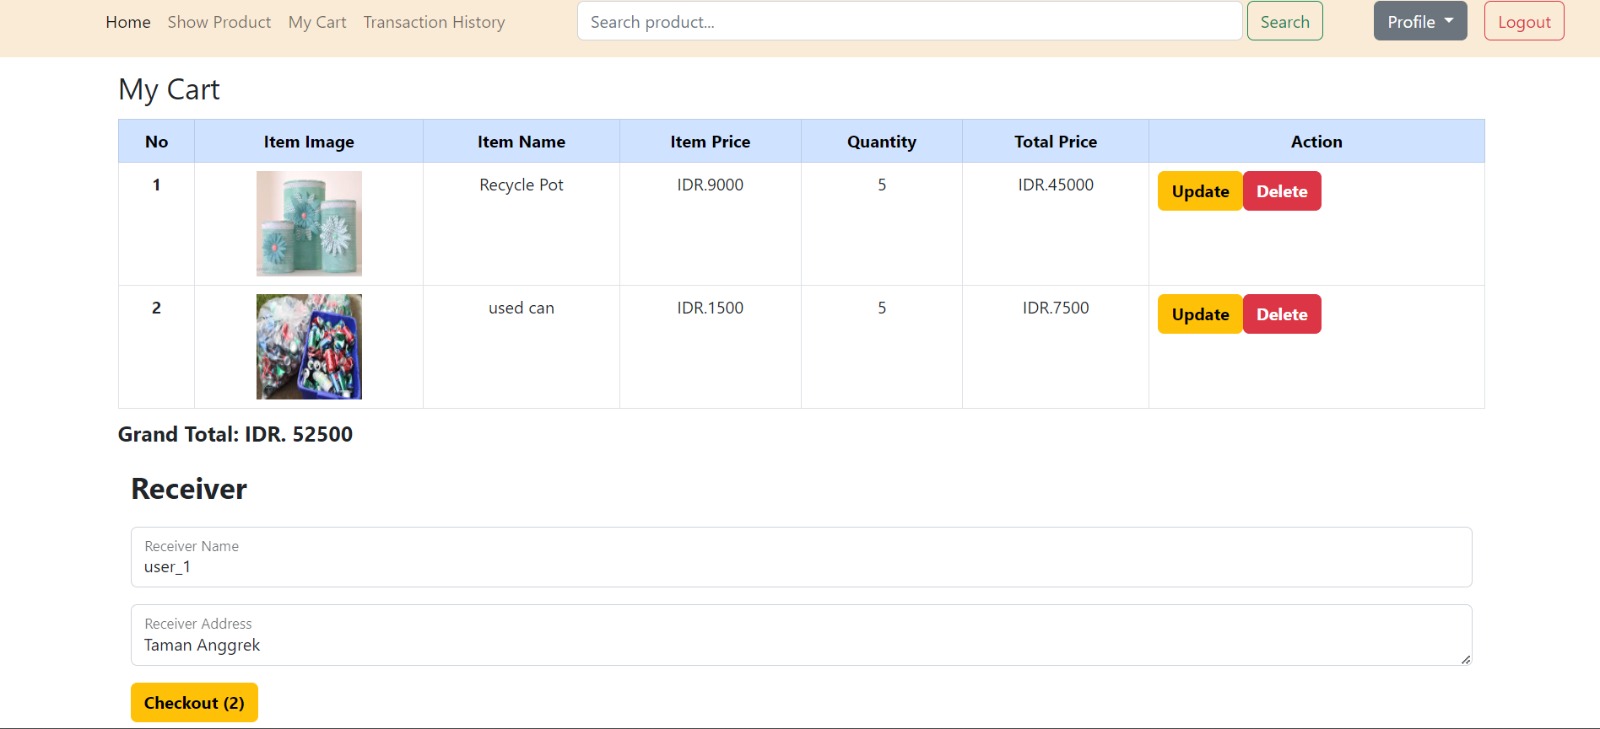 Home Show Product My Cart Transaction History Search product... Search Profile Logout
My Cart
No Item Image Item Name Item Price Quantity Total Price Action
1 Recycle Pot IDR.9000 5 IDR.45000 Update Delete
2 used can IDR.1500 5 IDR.7500 Update Delete
Grand Total: IDR. 52500
Receiver
Receiver Name
user_1
Receiver Address
Taman Anggrek
Checkout (2)